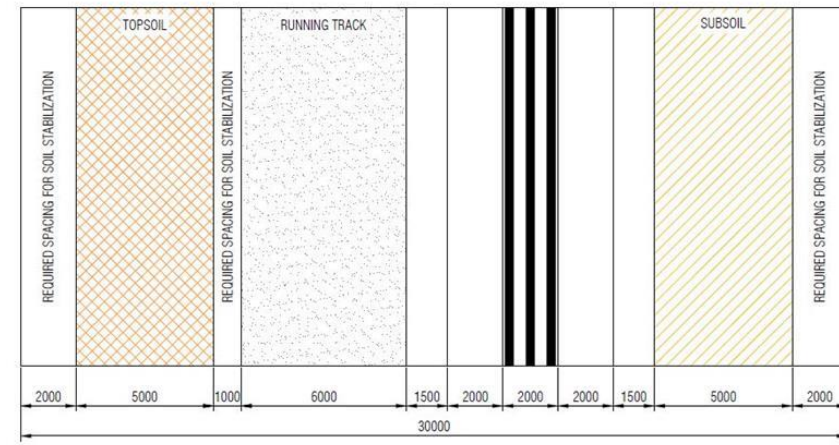 TOPSOIL
RUNNING TRACK
SUBSOIL
REQUIRED SPACING FOR SOIL STABILIZATION
REQUIRED SPACING FOR SOIL STABILIZATION
REQUIRED SPACING FOR SOIL STABILIZATION
2000 5000 1000 6000 1500 2000 2000 2000 1500 5000 2000
30000